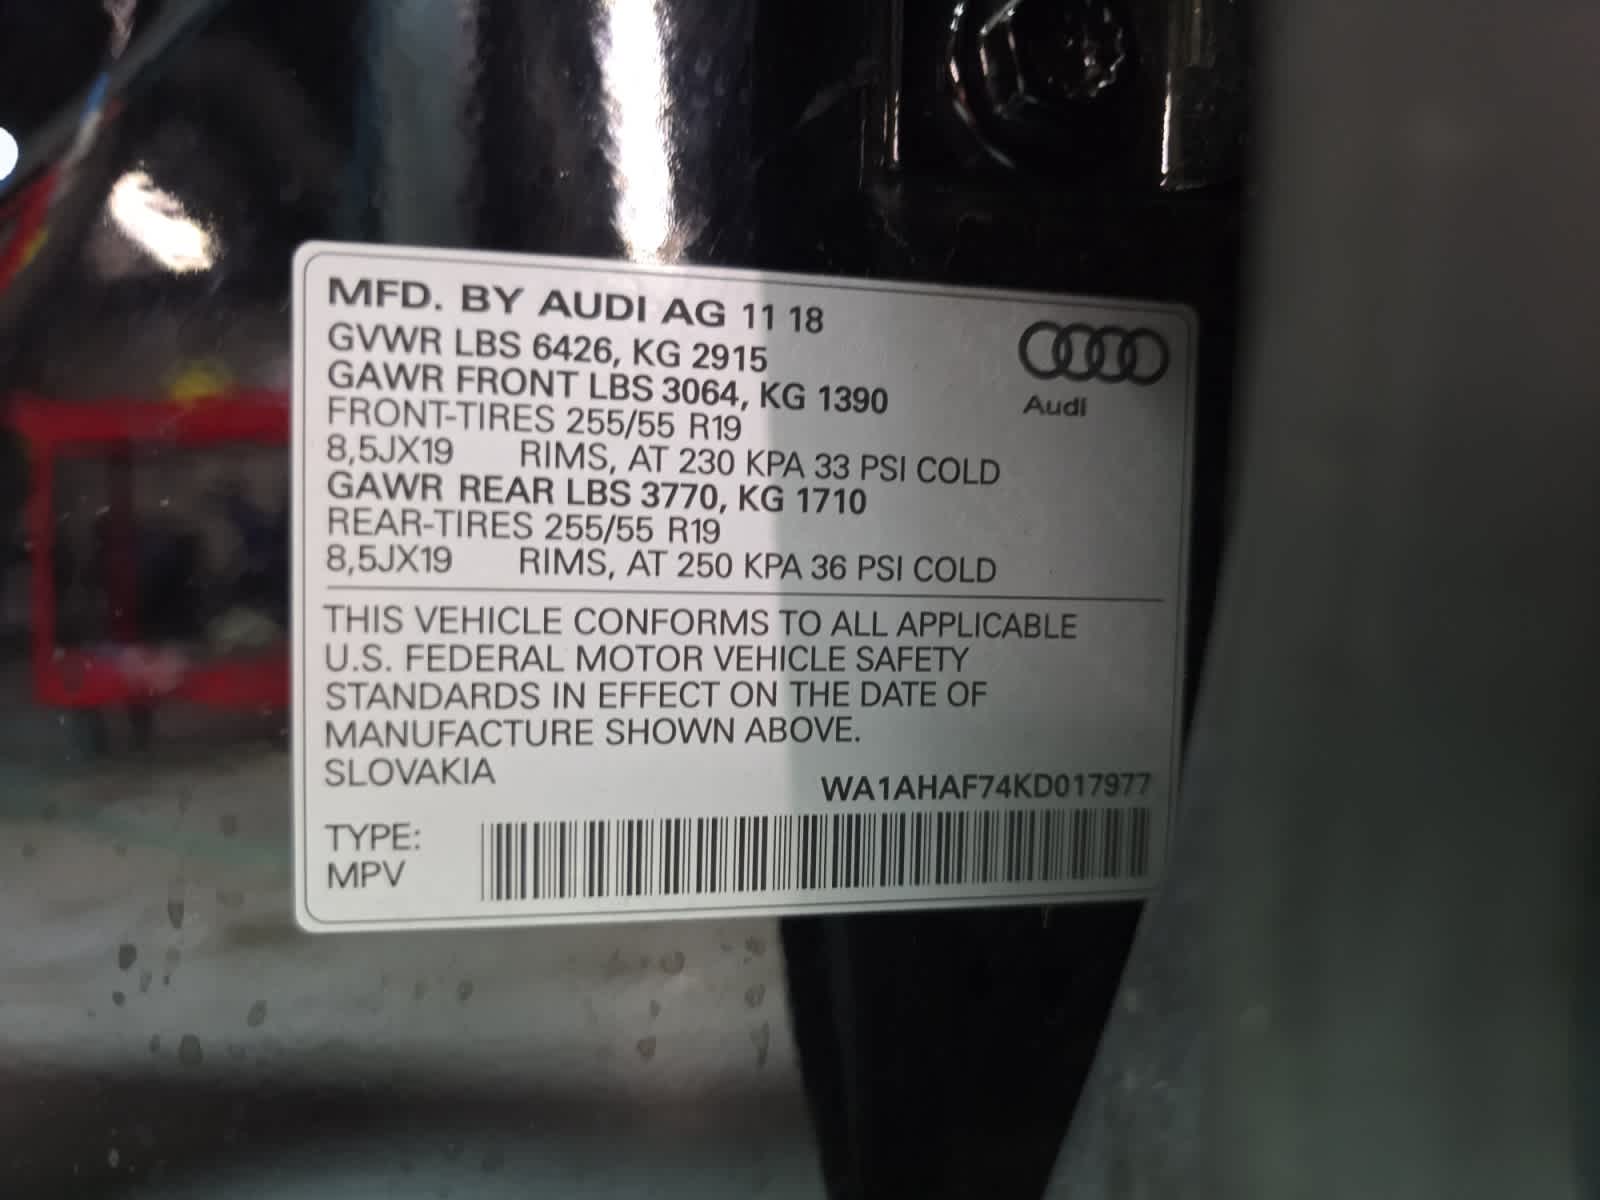 MFD. BY AUDI AG 11 18
GVWR LBS 6426, KG 2915
GAWR FRONT LBS 3064, KG 1390
FRONT-TIRES 255/55 R19
8,5JX19 RIMS, AT 230 KPA 33 PSI COLD
GAWR REAR LBS 3770, KG 1710
REAR-TIRES 255/55 R19
8,5JX19 RIMS, AT 250 KPA 36 PSI COLD
Audi
THIS VEHICLE CONFORMS TO ALL APPLICABLE
U.S. FEDERAL MOTOR VEHICLE SAFETY
STANDARDS IN EFFECT ON THE DATE OF
MANUFACTURE SHOWN ABOVE.
SLOVAKIA
WA1AHAF74KD017977
TYPE:
MPV